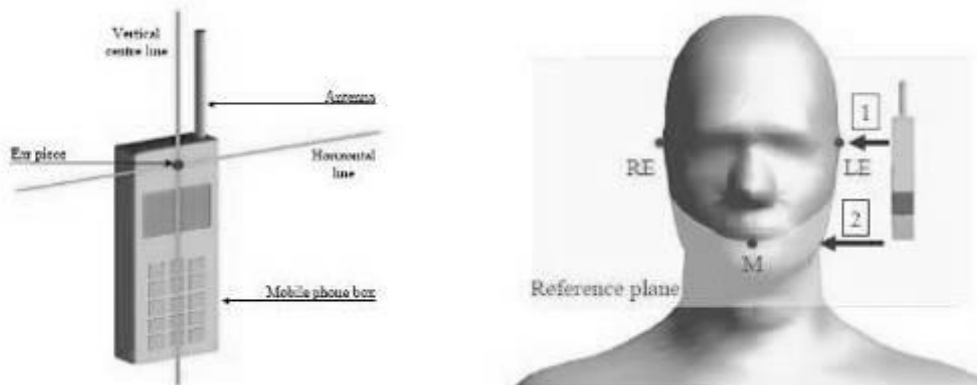 Vertical
centre line
Antenna
Ear piece
Horizontal
line
Mobile phone box
1
RE
LE
2
M
Reference plane